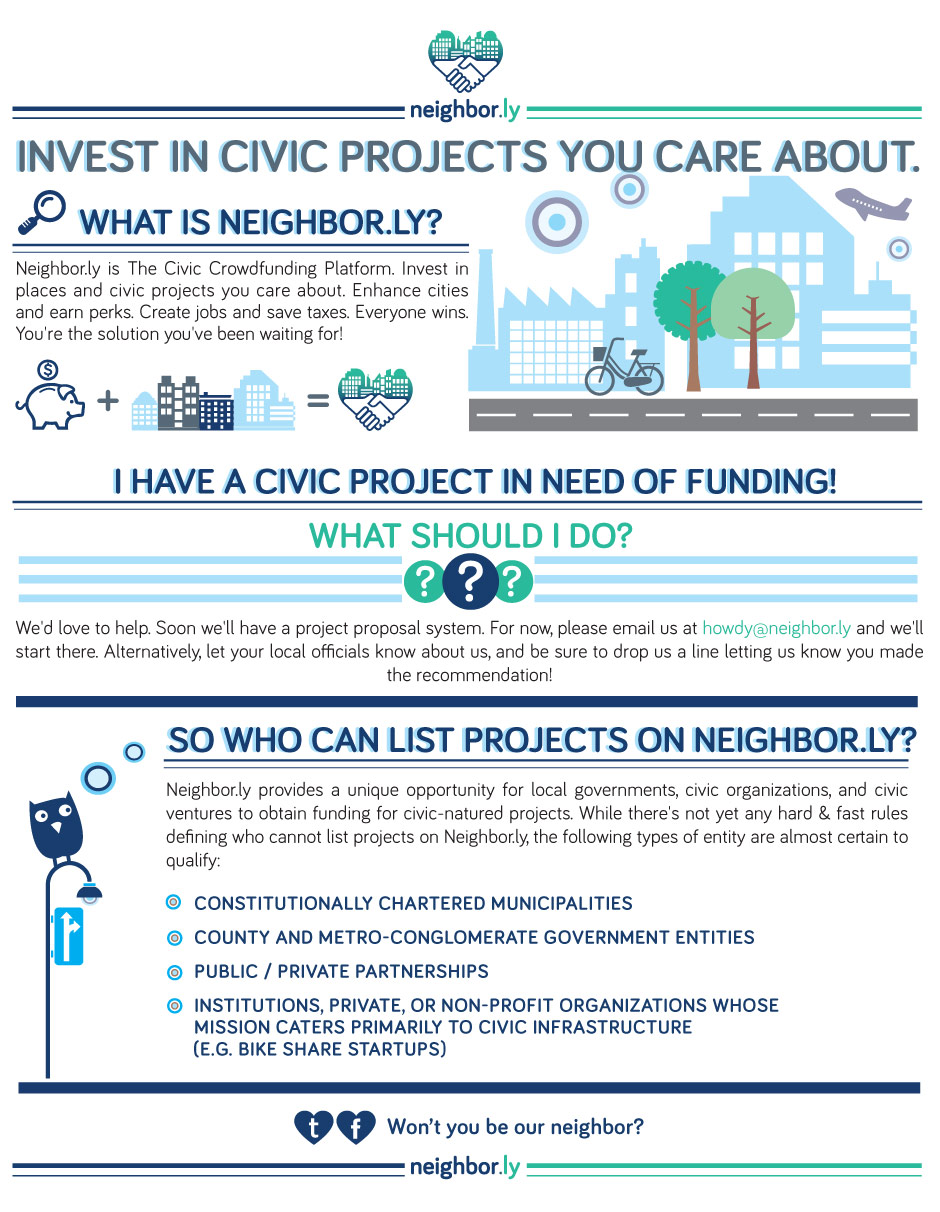 neighbor.ly
INVEST IN CIVIC PROJECTS YOU CARE ABOUT.
WHAT IS NEIGHBOR.LY?
Neighbor.ly is The Civic Crowdfunding Platform. Invest in
places and civic projects you care about. Enhance cities
and earn perks. Create jobs and save taxes. Everyone wins.
You're the solution you've been waiting for!
$
+ =
I HAVE A CIVIC PROJECT IN NEED OF FUNDING!
WHAT SHOULD I DO?
? ? ?
We'd love to help. Soon we'll have a project proposal system. For now, please email us at howdy@neighbor.ly and we'll
start there. Alternatively, let your local officials know about us, and be sure to drop us a line letting us know you made
the recommendation!
SO WHO CAN LIST PROJECTS ON NEIGHBOR.LY?
Neighbor.ly provides a unique opportunity for local governments, civic organizations, and civic
ventures to obtain funding for civic-natured projects. While there's not yet any hard & fast rules
defining who cannot list projects on Neighbor.ly, the following types of entity are almost certain to
qualify:
CONSTITUTIONALLY CHARTERED MUNICIPALITIES
COUNTY AND METRO-CONGLOMERATE GOVERNMENT ENTITIES
PUBLIC / PRIVATE PARTNERSHIPS
INSTITUTIONS, PRIVATE, OR NON-PROFIT ORGANIZATIONS WHOSE
MISSION CATERS PRIMARILY TO CIVIC INFRASTRUCTURE
(E.G. BIKE SHARE STARTUPS)
t f Won't you be our neighbor?
neighbor.ly